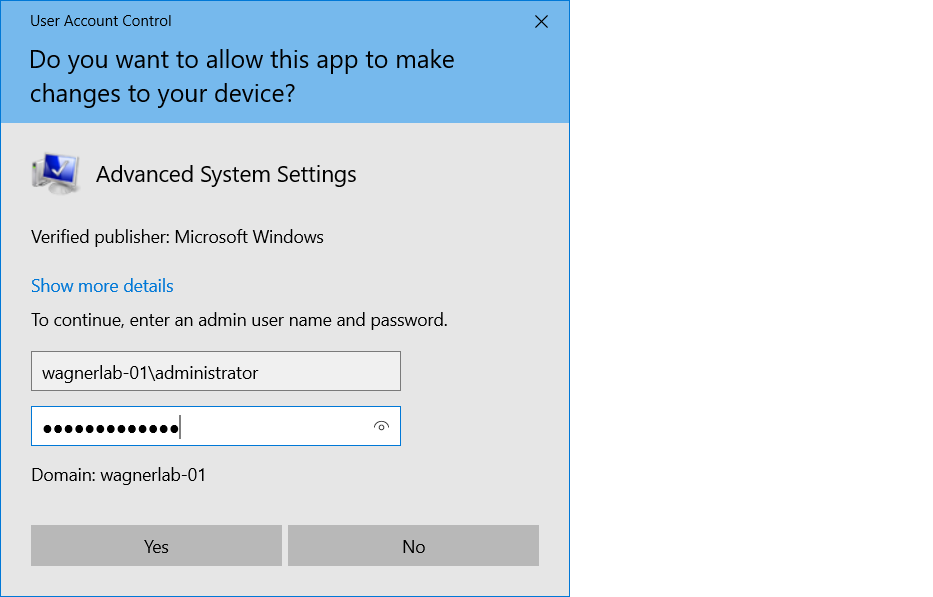 User Account Control
Do you want to allow this app to make
changes to your device?
Advanced System Settings
Verified publisher: Microsoft Windows
Show more details
To continue, enter an admin user name and password.
wagnerlab-01\administrator
●●●●●●●●●●●●●
Domain: wagnerlab-01
Yes
No